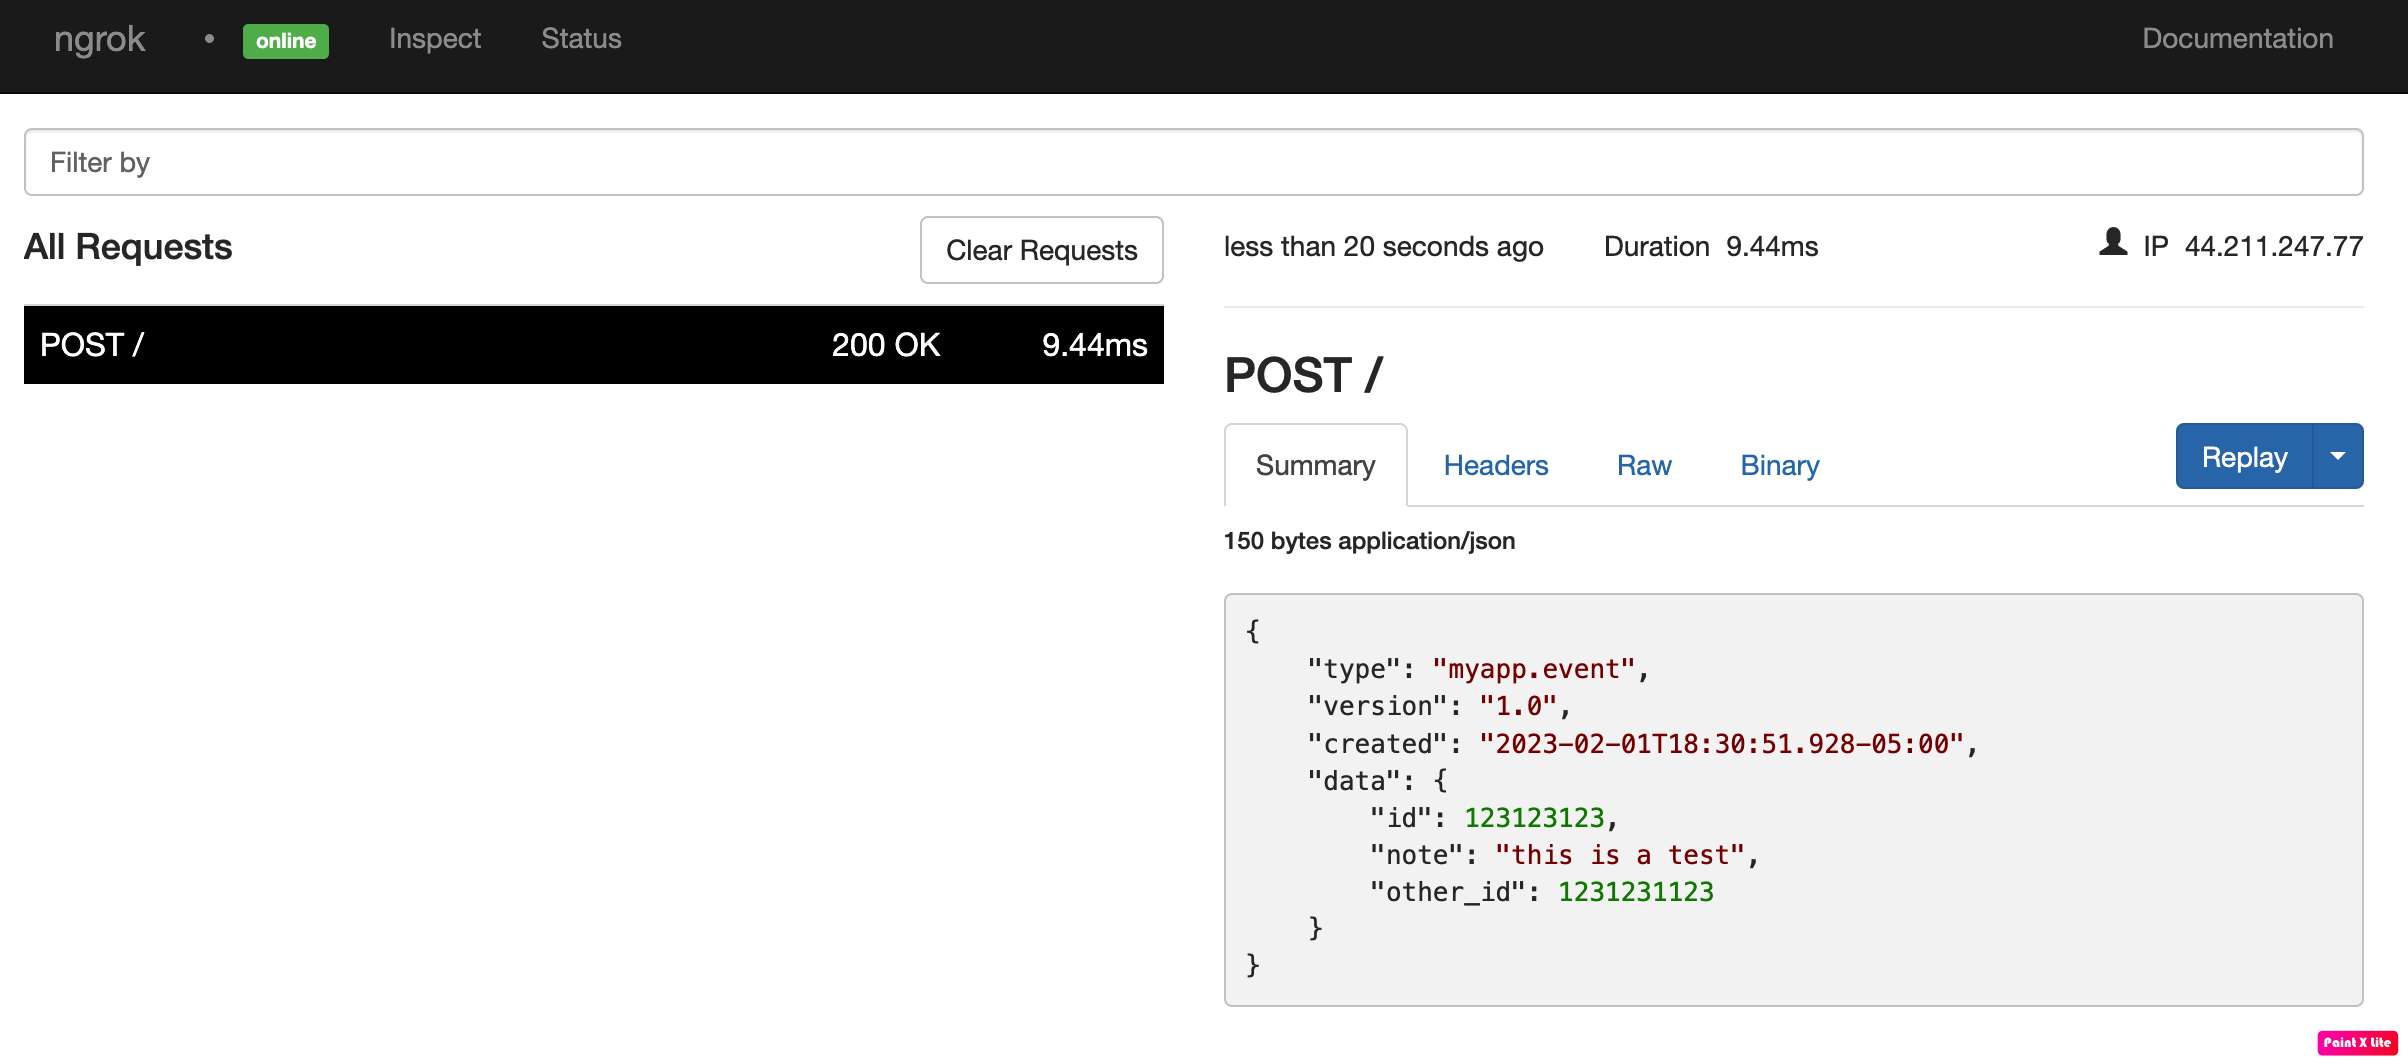 ngrok • online Inspect Status Documentation
Filter by
All Requests
Clear Requests
POST / 200 OK 9.44ms
less than 20 seconds ago Duration 9.44ms IP 44.211.247.77
POST /
Summary Headers Raw Binary Replay
150 bytes application/json
{
    "type": "myapp.event",
    "version": "1.0",
    "created": "2023-02-01T18:30:51.928-05:00",
    "data": {
        "id": 123123123,
        "note": "this is a test",
        "other_id": 1231231123
    }
}
Paint X Lite